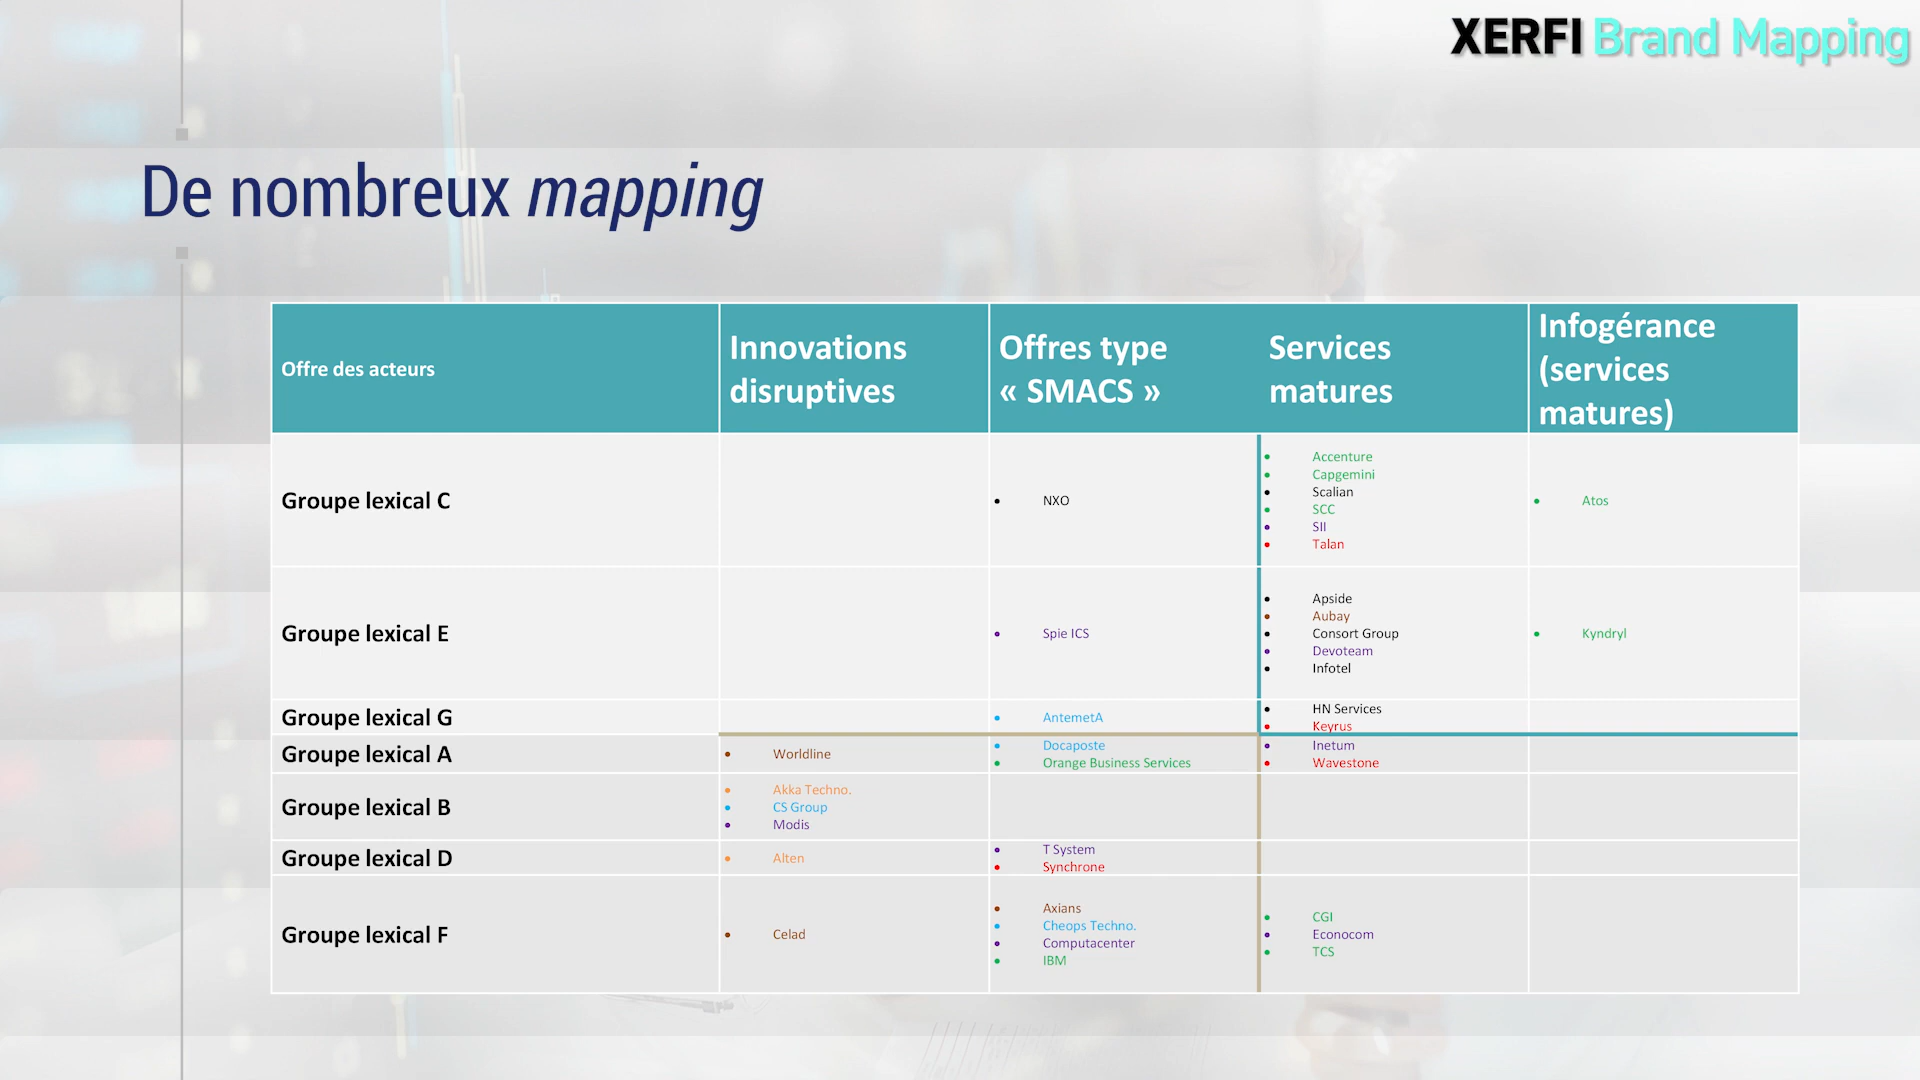 XERFI Brand Mapping
De nombreux mapping
Offre des acteurs
Innovations
disruptives
Offres type
« SMACS »
Services
matures
Infogérance
(services
matures)
Groupe lexical C
• NXO
• Accenture
• Capgemini
• Scalian
• SCC
• SII
• Talan
• Atos
Groupe lexical E
• Spie ICS
• Apside
• Aubay
• Consort Group
• Devoteam
• Infotel
• Kyndryl
Groupe lexical G
• AntemetA
• HN Services
• Keyrus
Groupe lexical A
• Worldline
• Docaposte
• Orange Business Services
• Inetum
• Wavestone
Groupe lexical B
• Akka Techno.
• CS Group
• Modis
Groupe lexical D
• Alten
• T System
• Synchrone
Groupe lexical F
• Celad
• Axians
• Cheops Techno.
• Computacenter
• IBM
• CGI
• Econocom
• TCS